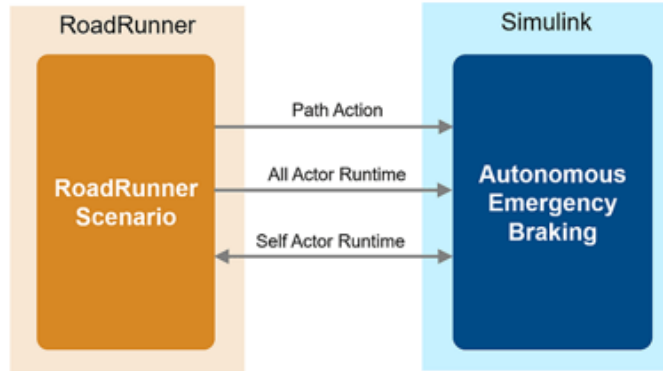 RoadRunner
Simulink
RoadRunner
Scenario
Path Action
All Actor Runtime
Self Actor Runtime
Autonomous
Emergency
Braking